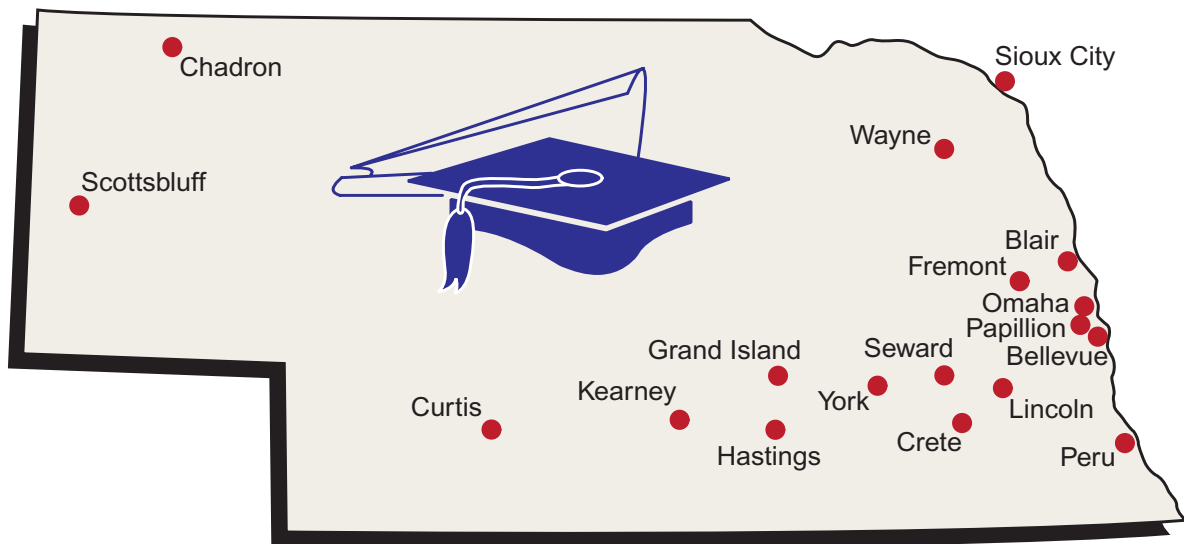 Sioux City
Chadron
Wayne
Scottsbluff
Blair
Fremont
Omaha
Papillion
Bellevue
Grand Island
Seward
Kearney
York
Curtis
Lincoln
Hastings
Crete
Peru